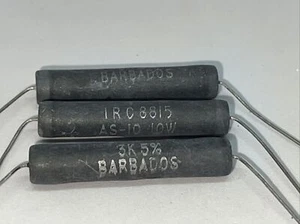 BARBADOS
IRC 8815
AS-10 10W
3K 5%
BARBADOS